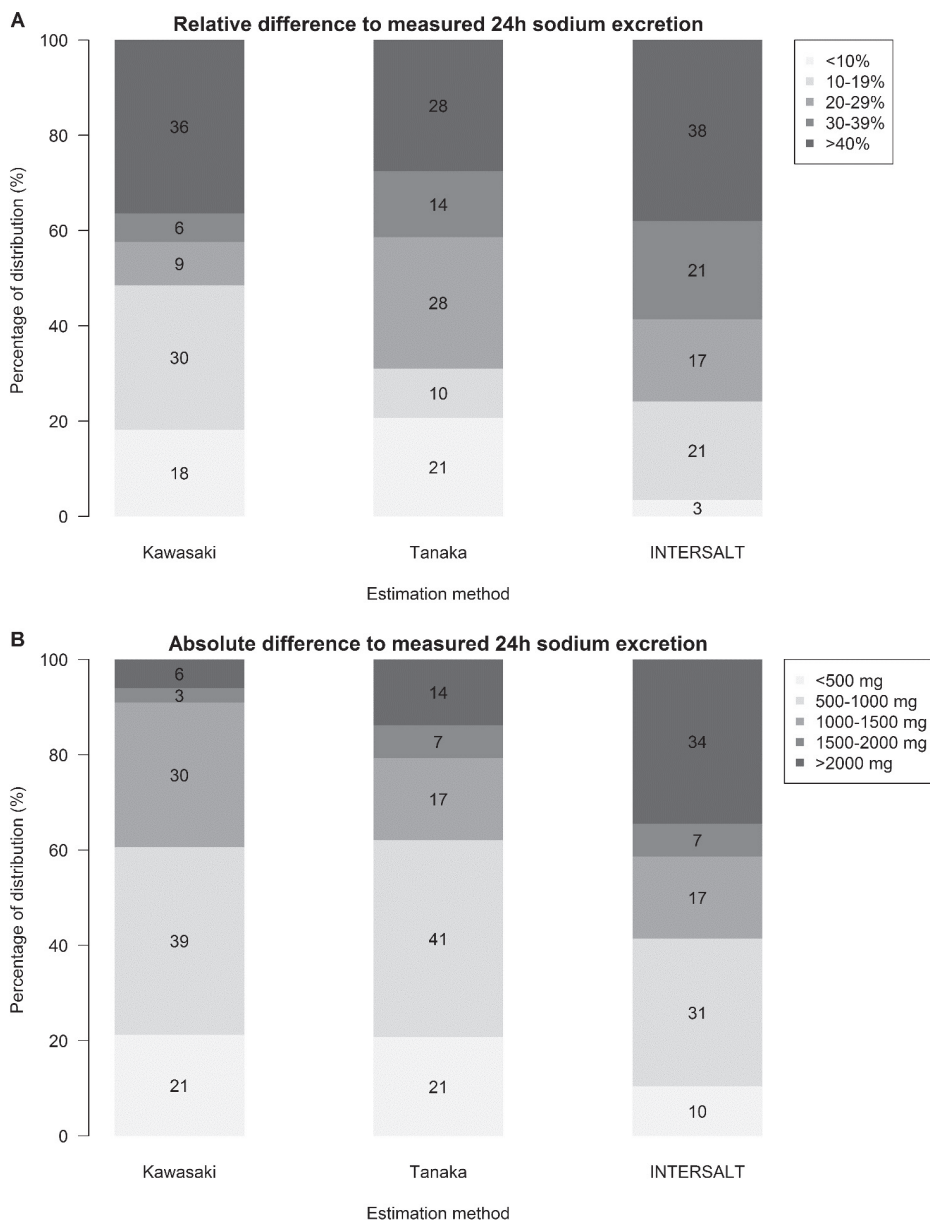 A
Relative difference to measured 24h sodium excretion
Percentage of distribution (%)
100
80
60
40
20
0
36
6
9
30
18
28
14
28
10
21
38
21
17
21
3
<10%
10-19%
20-29%
30-39%
>40%
Kawasaki
Tanaka
INTERSALT
Estimation method
B
Absolute difference to measured 24h sodium excretion
Percentage of distribution (%)
100
80
60
40
20
0
6
3
30
39
21
14
7
17
41
21
34
7
17
31
10
<500 mg
500-1000 mg
1000-1500 mg
1500-2000 mg
>2000 mg
Kawasaki
Tanaka
INTERSALT
Estimation method